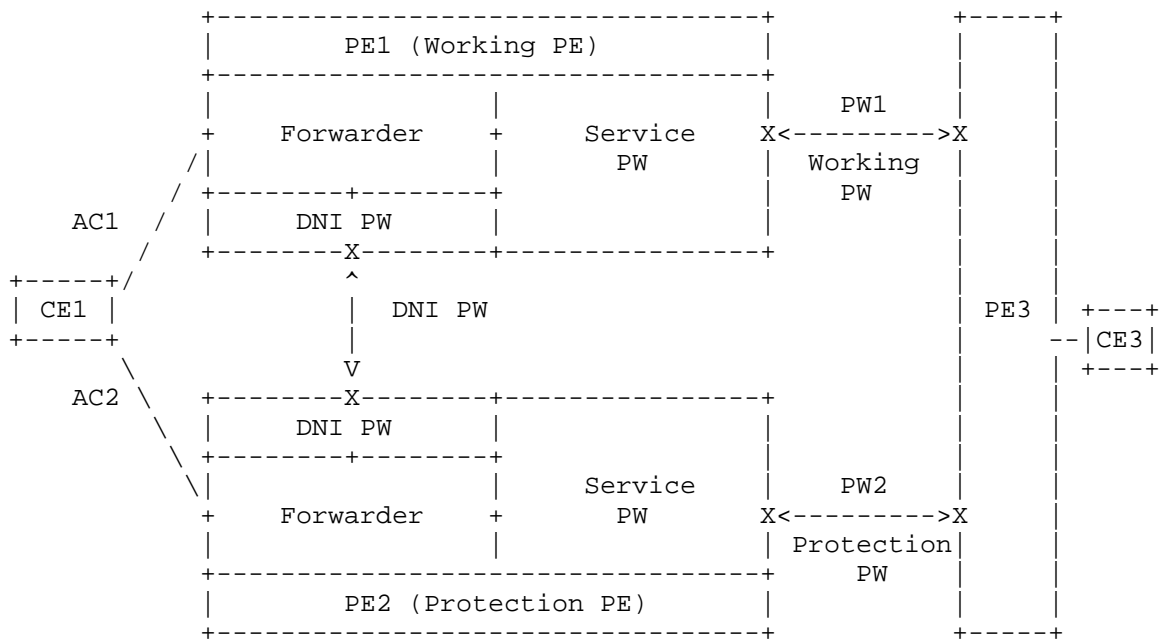 PE1 (Working PE)
PW1
Forwarder Service
PW Working
PW
AC1 DNI PW
CE1 DNI PW PE3
CE3
AC2
DNI PW
Service PW2
Forwarder PW
Protection
PW
PE2 (Protection PE)